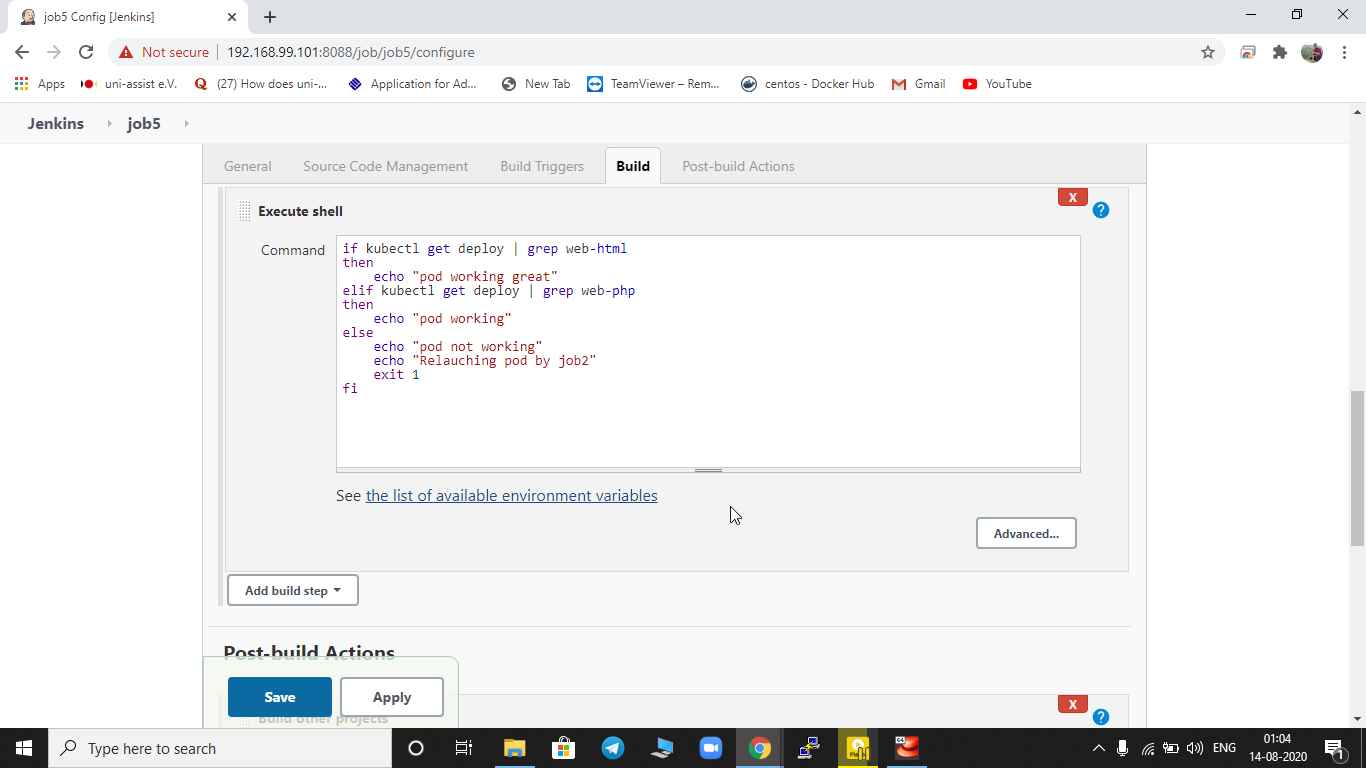 job5 Config [Jenkins]
Not secure
192.168.99.101:8088/job/job5/configure
Apps
uni-assist e.V.
(27) How does uni-...
Application for Ad...
New Tab
TeamViewer – Rem...
centos - Docker Hub
Gmail
YouTube
Jenkins
job5
General
Source Code Management
Build Triggers
Build
Post-build Actions
X
?
Execute shell
Command
if kubectl get deploy | grep web-html
then
    echo "pod working great"
elif kubectl get deploy | grep web-php
then
    echo "pod working"
else
    echo "pod not working"
    echo "Relauching pod by job2"
    exit 1
fi
See the list of available environment variables
Advanced...
Add build step
Post-build Actions
Save
Apply
Build other projects
X
?
Type here to search
64
ENG
01:04
14-08-2020
1